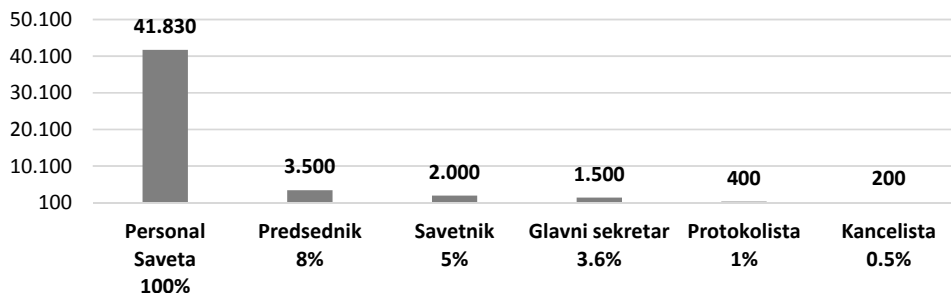 50.100
40.100
30.100
20.100
10.100
100
41.830
3.500
2.000
1.500
400
200
Personal Saveta 100%
Predsednik 8%
Savetnik 5%
Glavni sekretar 3.6%
Protokolista 1%
Kancelista 0.5%